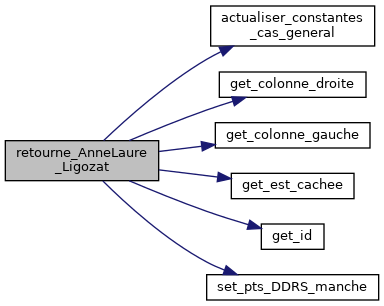 actualiser_constantes
_cas_general
get_colonne_droite
get_colonne_gauche
retourne_AnneLaure
_Ligozat
get_est_cachee
get_id
set_pts_DDRS_manche